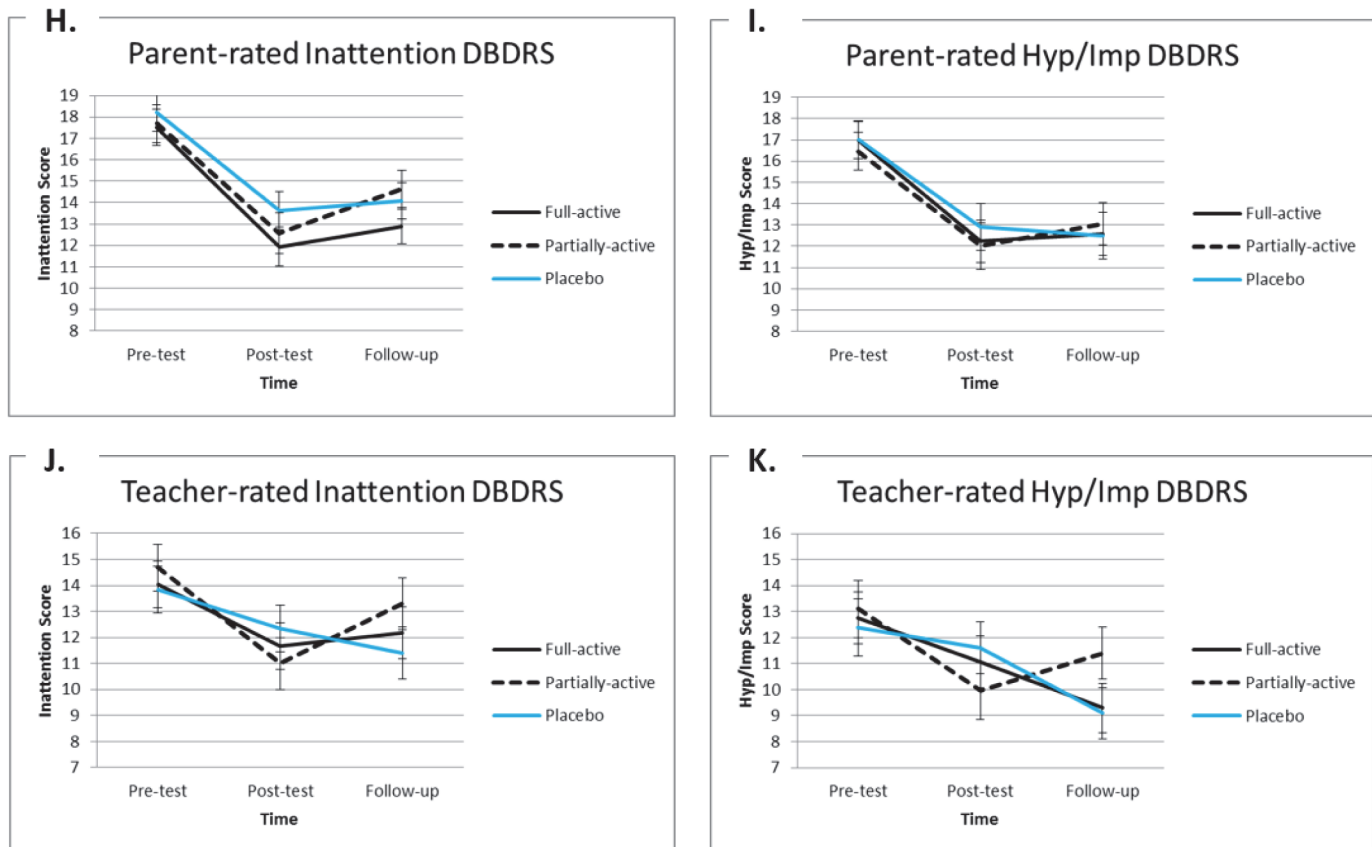 H.
Parent-rated Inattention DBDRS
Inattention Score
19
18
17
16
15
14
13
12
11
10
9
8
Pre-test Post-test Follow-up
Time
Full-active
Partially-active
Placebo
I.
Parent-rated Hyp/Imp DBDRS
Hyp/Imp Score
19
18
17
16
15
14
13
12
11
10
9
8
Pre-test Post-test Follow-up
Time
Full-active
Partially-active
Placebo
J.
Teacher-rated Inattention DBDRS
Inattention Score
16
15
14
13
12
11
10
9
8
7
Pre-test Post-test Follow-up
Time
Full-active
Partially-active
Placebo
K.
Teacher-rated Hyp/Imp DBDRS
Hyp/Imp Score
16
15
14
13
12
11
10
9
8
7
Pre-test Post-test Follow-up
Time
Full-active
Partially-active
Placebo